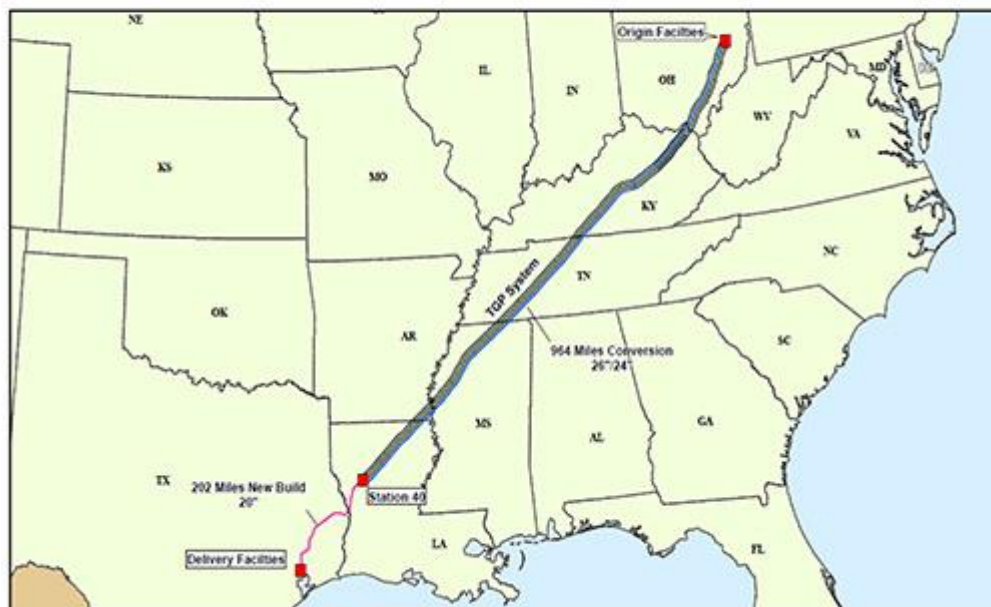 NE
IL
IN
OH
Origin Facilties
MD
WV
VA
KS
MO
KY
NC
TN
TGP System
OK
AR
964 Miles Conversion
26"/24"
SC
MS
AL
GA
TX
202 Miles New Build
20"
Station 40
Delivery Facilties
LA
FL